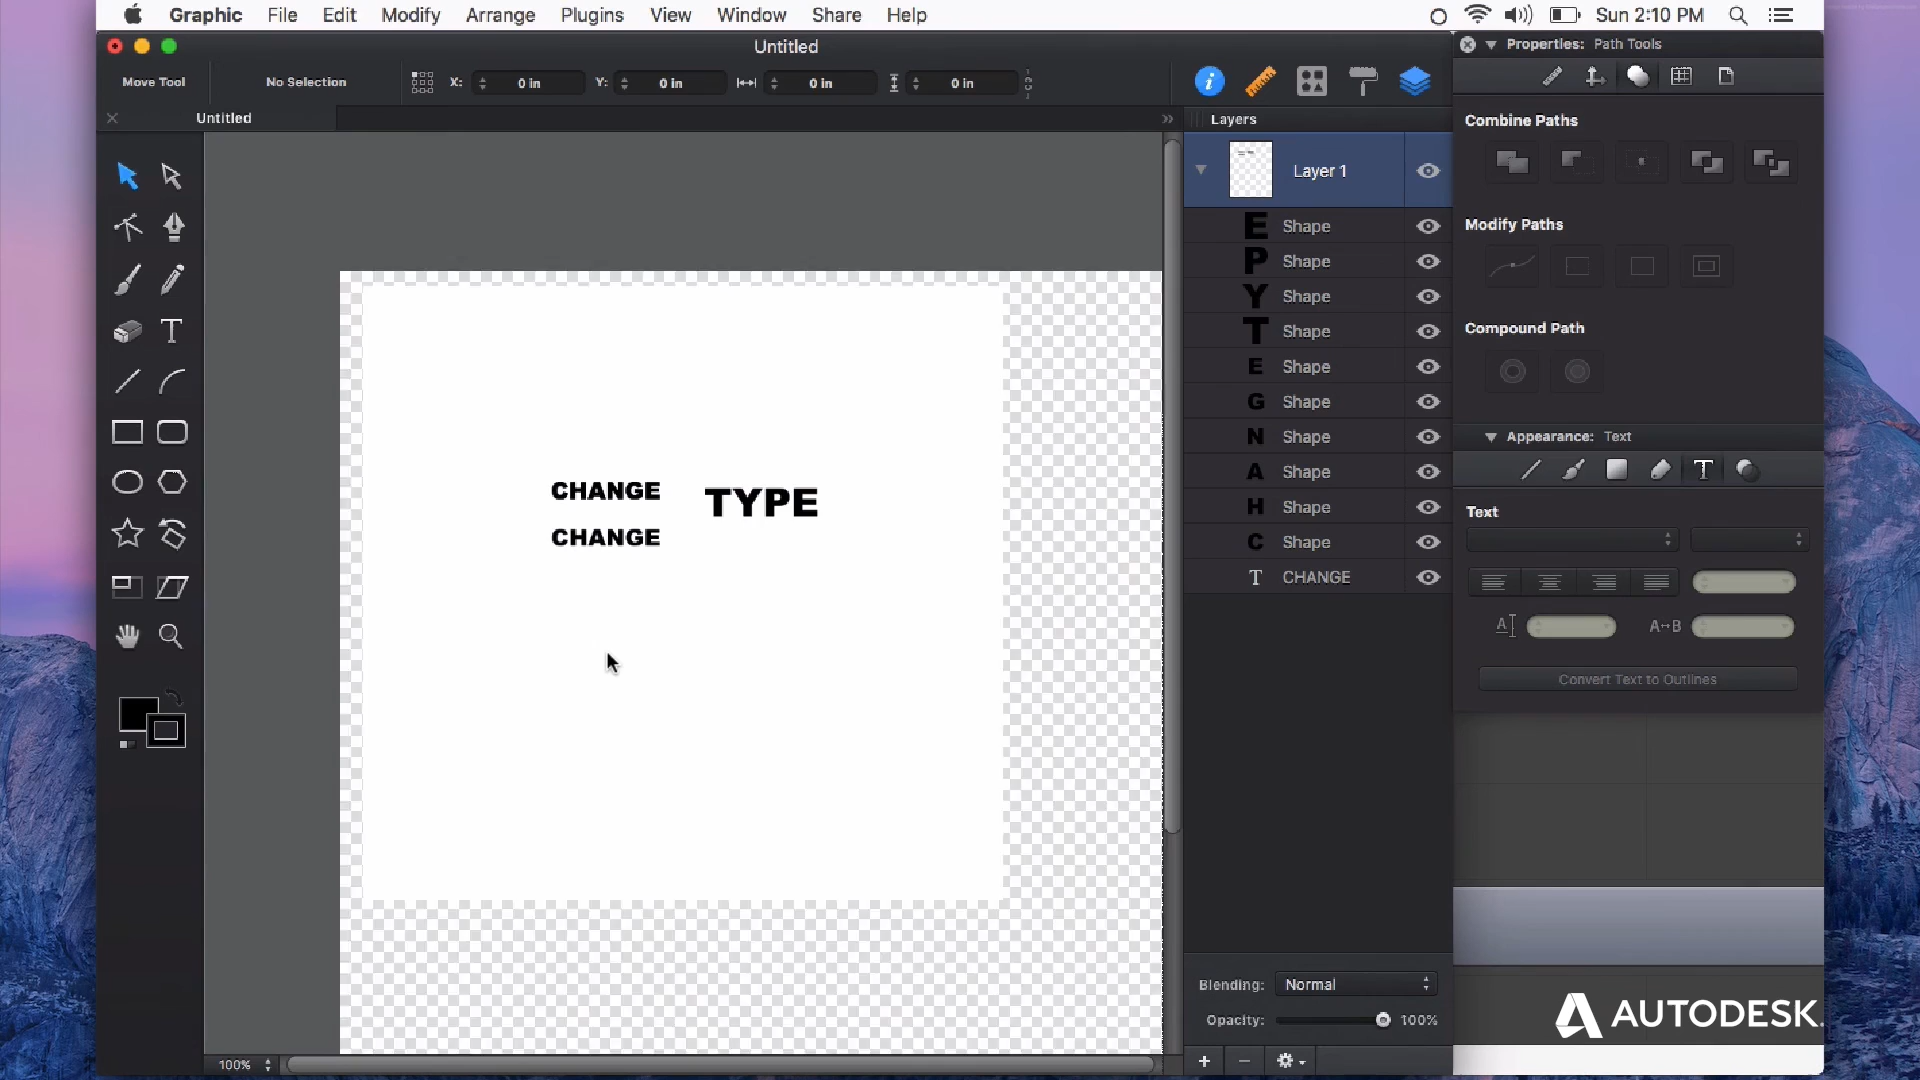 Graphic File Edit Modify Arrange Plugins View Window Share Help Sun 2:10 PM
Untitled
Move Tool No Selection X: 0 in Y: 0 in 0 in 0 in
Untitled
Layers
Layer 1
E Shape
P Shape
Y Shape
T Shape
E Shape
G Shape
N Shape
A Shape
H Shape
C Shape
T CHANGE
Blending: Normal
Opacity: 100%
CHANGE TYPE
CHANGE
100%
Properties: Path Tools
Combine Paths
Modify Paths
Compound Path
Appearance: Text
Text
A A↔B
Convert Text to Outlines
AUTODESK.